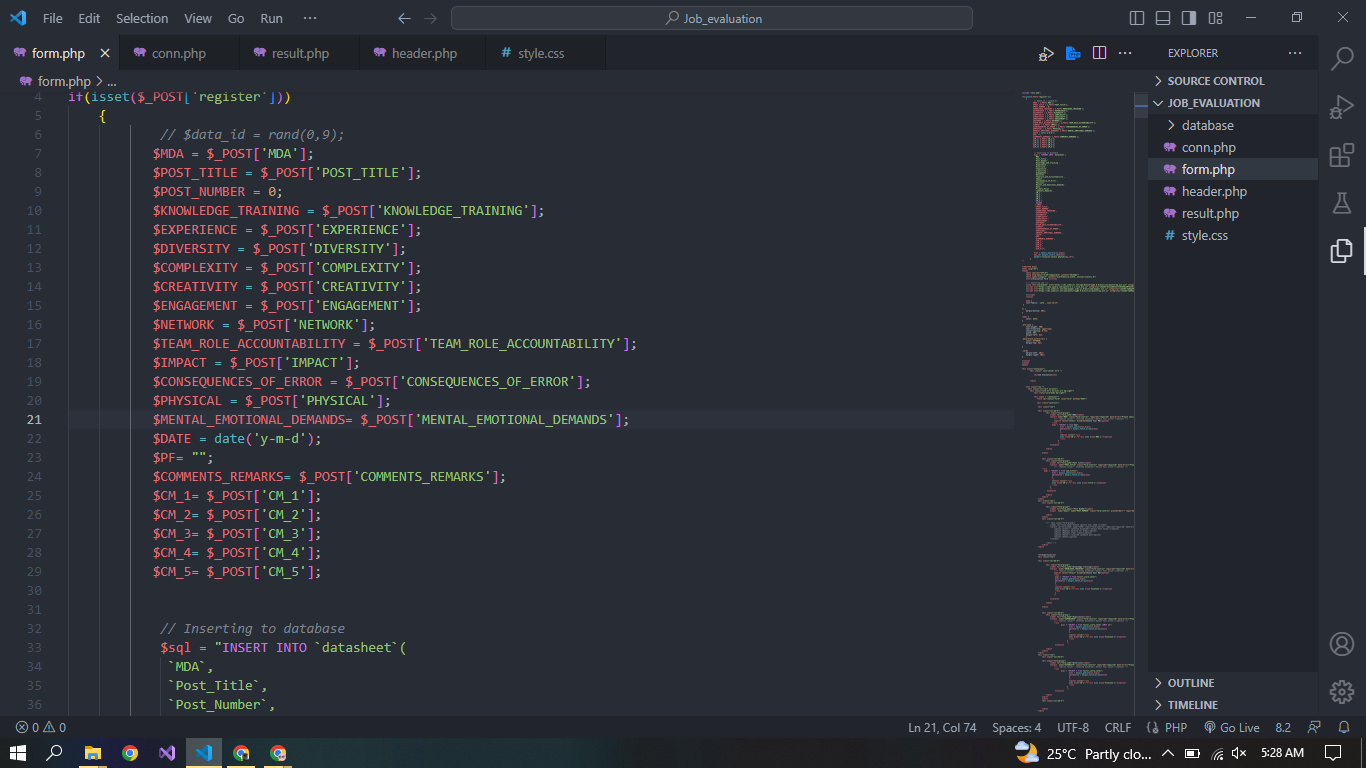 File Edit Selection View Go Run ··· Job_evaluation
form.php conn.php result.php header.php # style.css
form.php > ...
4 if(isset($_POST['register']))
5 {
6 // $data_id = rand(0,9);
7 $MDA = $_POST['MDA'];
8 $POST_TITLE = $_POST['POST_TITLE'];
9 $POST_NUMBER = 0;
10 $KNOWLEDGE_TRAINING = $_POST['KNOWLEDGE_TRAINING'];
11 $EXPERIENCE = $_POST['EXPERIENCE'];
12 $DIVERSITY = $_POST['DIVERSITY'];
13 $COMPLEXITY = $_POST['COMPLEXITY'];
14 $CREATIVITY = $_POST['CREATIVITY'];
15 $ENGAGEMENT = $_POST['ENGAGEMENT'];
16 $NETWORK = $_POST['NETWORK'];
17 $TEAM_ROLE_ACCOUNTABILITY = $_POST['TEAM_ROLE_ACCOUNTABILITY'];
18 $IMPACT = $_POST['IMPACT'];
19 $CONSEQUENCES_OF_ERROR = $_POST['CONSEQUENCES_OF_ERROR'];
20 $PHYSICAL = $_POST['PHYSICAL'];
21 $MENTAL_EMOTIONAL_DEMANDS= $_POST['MENTAL_EMOTIONAL_DEMANDS'];
22 $DATE = date('y-m-d');
23 $PF= "";
24 $COMMENTS_REMARKS= $_POST['COMMENTS_REMARKS'];
25 $CM_1= $_POST['CM_1'];
26 $CM_2= $_POST['CM_2'];
27 $CM_3= $_POST['CM_3'];
28 $CM_4= $_POST['CM_4'];
29 $CM_5= $_POST['CM_5'];
30
31
32 // Inserting to database
33 $sql = "INSERT INTO `datasheet`(
34 `MDA`,
35 `Post_Title`,
36 `Post_Number`,
EXPLORER
SOURCE CONTROL
JOB_EVALUATION
database
conn.php
form.php
header.php
result.php
# style.css
OUTLINE
TIMELINE
0 0 Ln 21, Col 74 Spaces: 4 UTF-8 CRLF PHP Go Live 8.2
25°C Partly clo... 5:28 AM